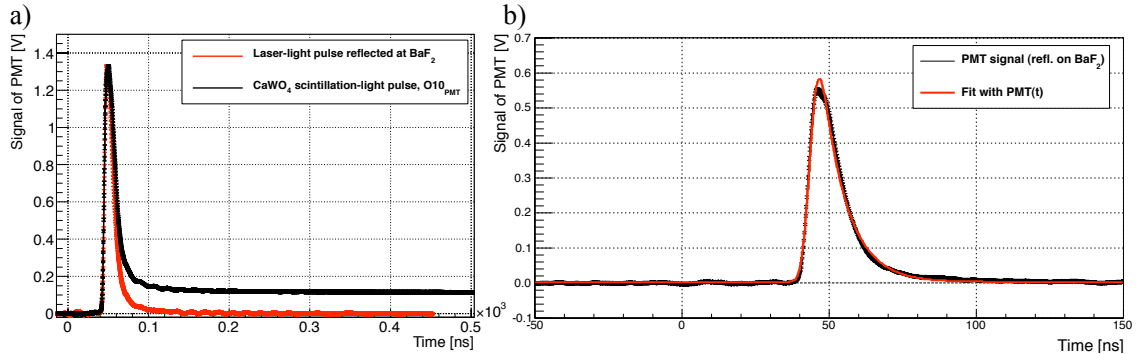 a)
Signal of PMT [V]
1.4
1.2
1
0.8
0.6
0.4
0.2
0
Laser-light pulse reflected at BaF2
CaWO4 scintillation-light pulse, O10PMT
0 0.1 0.2 0.3 0.4 0.5
×10^3
Time [ns]
b)
Signal of PMT [V]
0.7
0.6
0.5
0.4
0.3
0.2
0.1
0.0
-0.1
PMT signal (refl. on BaF2)
Fit with PMT(t)
-50 0 50 100 150
Time [ns]